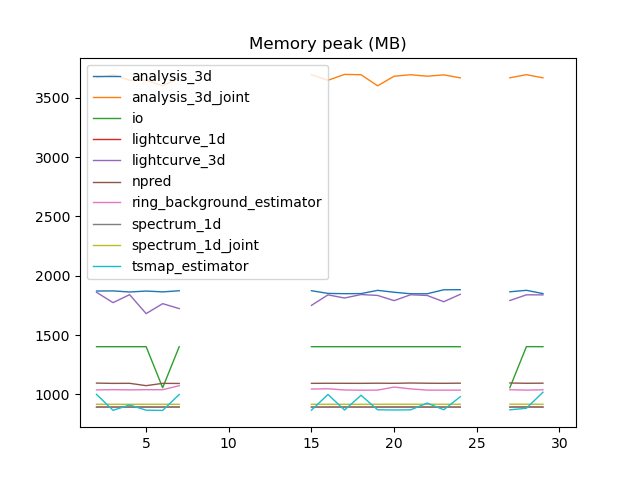 Memory peak (MB)
analysis_3d
analysis_3d_joint
io
lightcurve_1d
lightcurve_3d
npred
ring_background_estimator
spectrum_1d
spectrum_1d_joint
tsmap_estimator
3500
3000
2500
2000
1500
1000
5 10 15 20 25 30